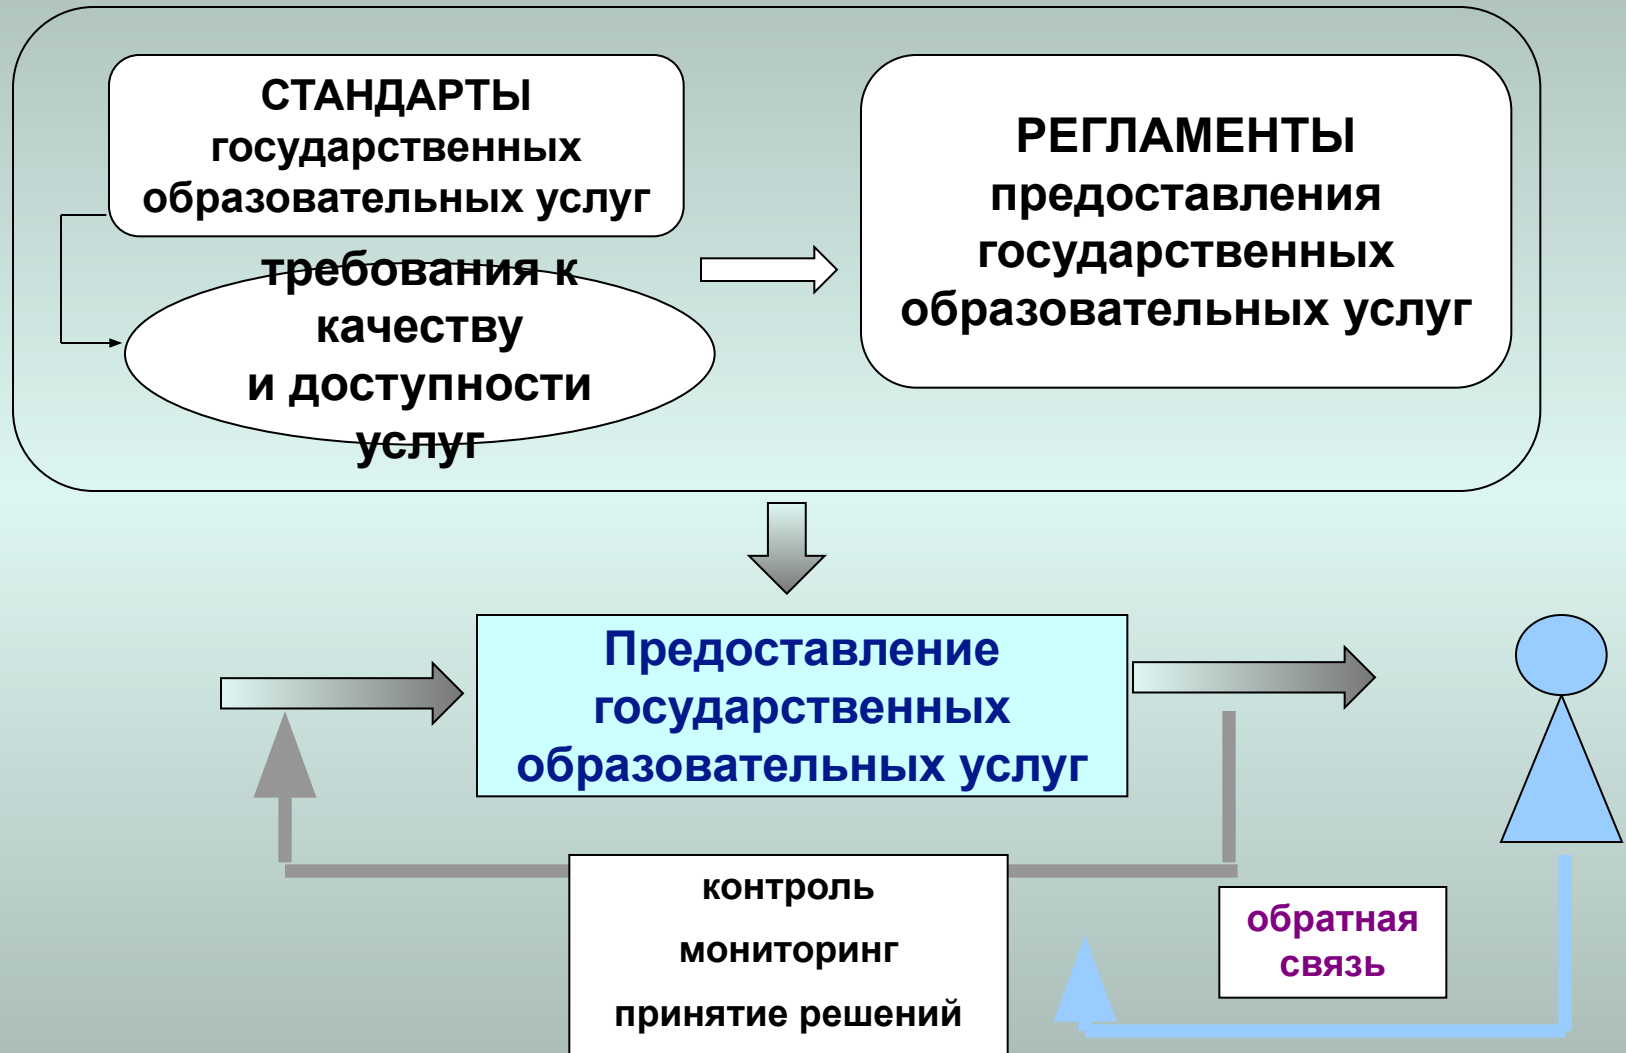 СТАНДАРТЫ
государственных
образовательных услуг
требования к
качеству
и доступности
услуг
РЕГЛАМЕНТЫ
предоставления
государственных
образовательных услуг
Предоставление
государственных
образовательных услуг
контроль
мониторинг
принятие решений
обратная
связь